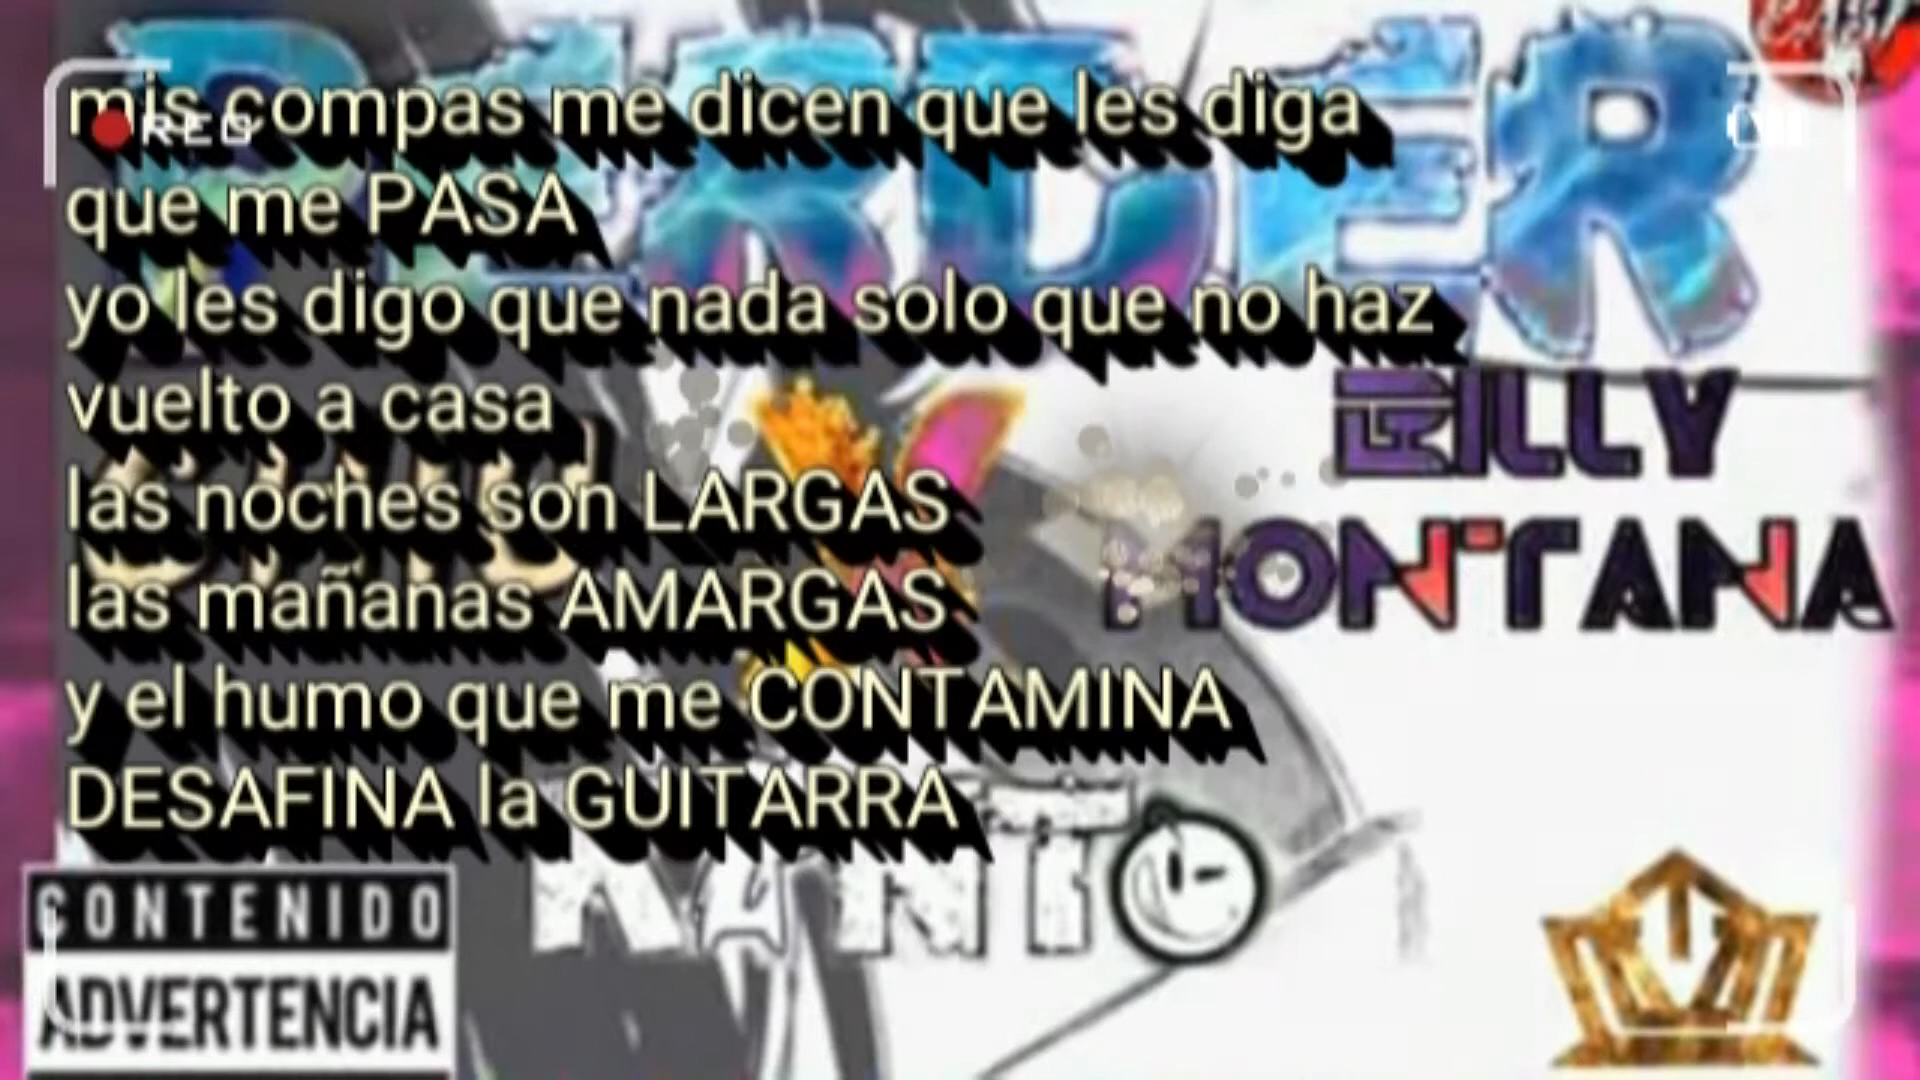 mis compas me dicen que les diga
que me PASA
yo les digo que nada solo que no haz
vuelto a casa
las noches son LARGAS
las mañanas AMARGAS
y el humo que me CONTAMINA
DESAFINA la GUITARRA
REC
BILLY
MONTANA
CONTENIDO
ADVERTENCIA